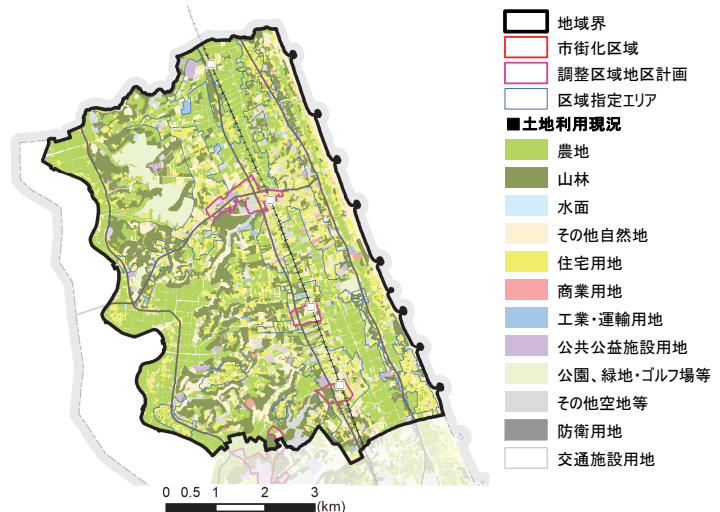 地域界
市街化区域
調整区域地区計画
区域指定エリア
■土地利用現況
農地
山林
水面
その他自然地
住宅用地
商業用地
工業・運輸用地
公共公益施設用地
公園、緑地・ゴルフ場等
その他空地等
防衛用地
交通施設用地
0 0.5 1 2 3
(km)